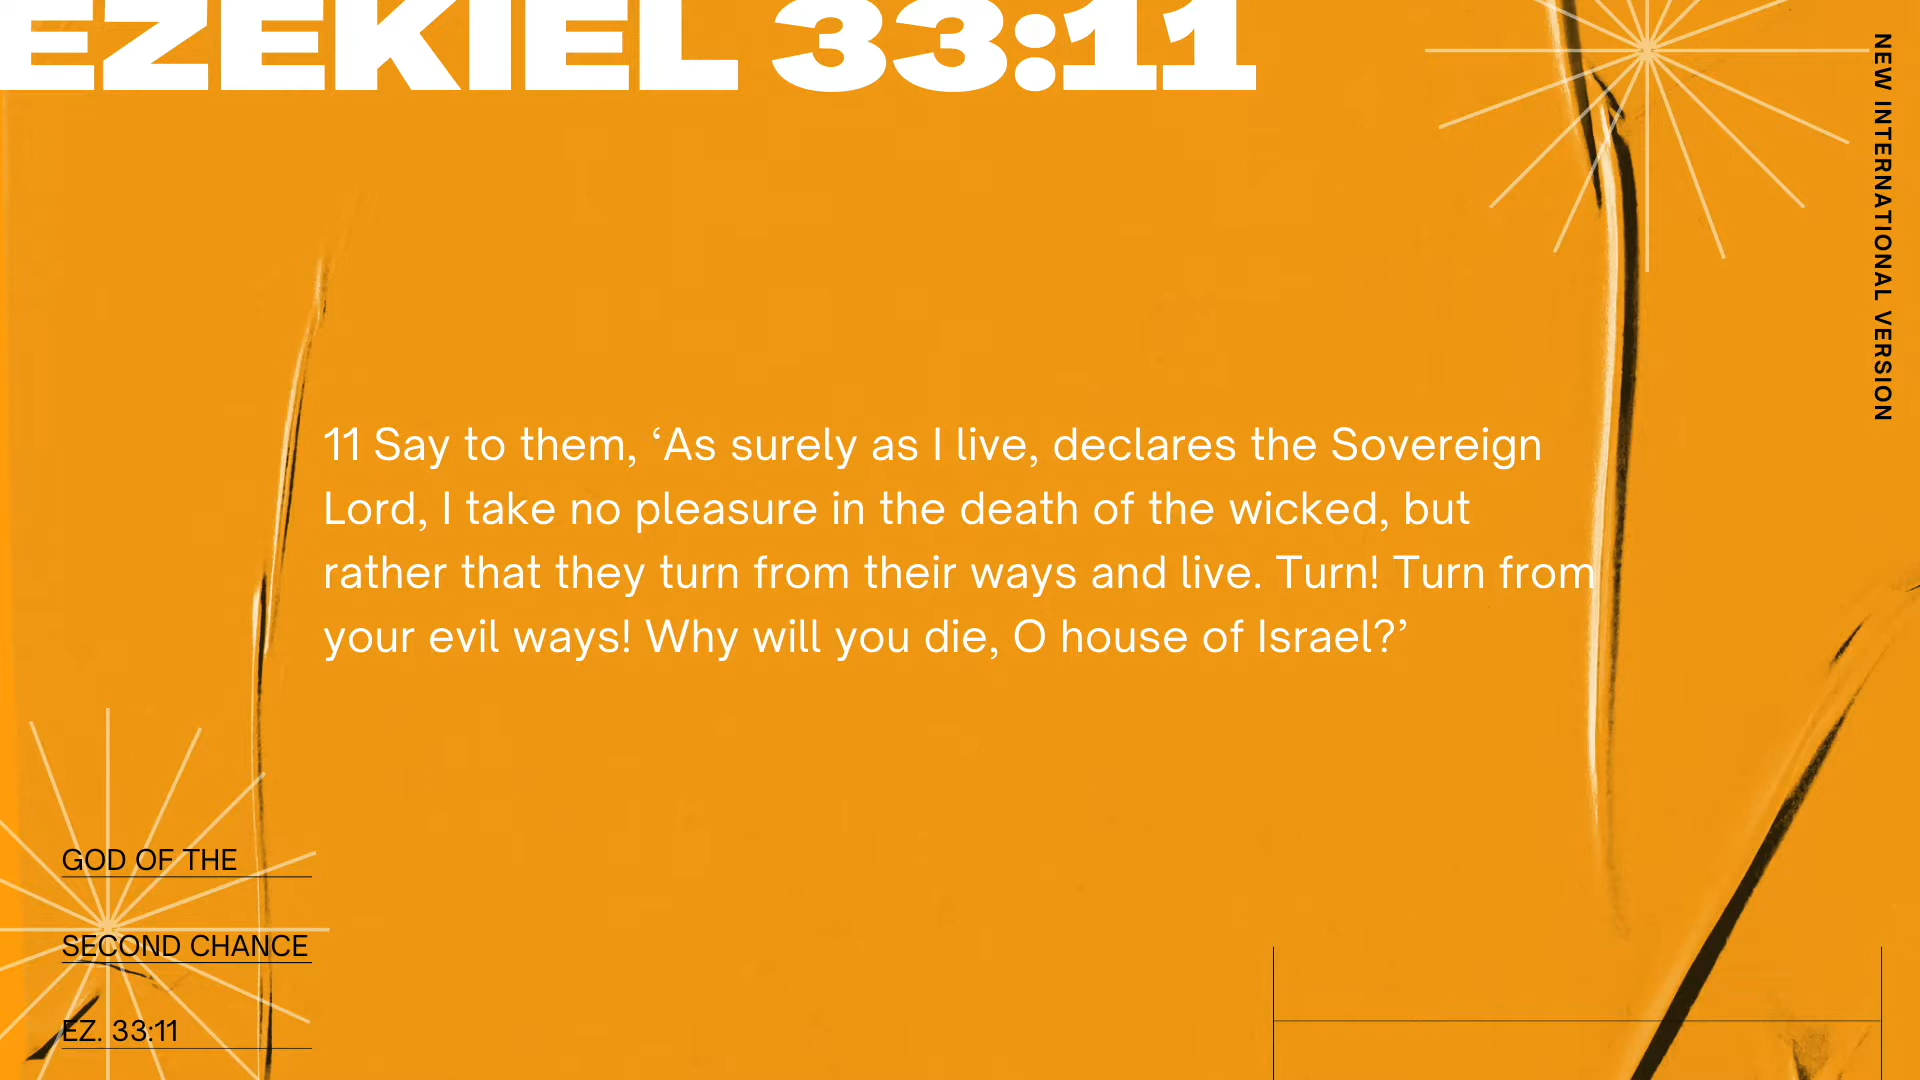 EZEKIEL 33:11
NEW INTERNATIONAL VERSION
11 Say to them, ‘As surely as I live, declares the Sovereign
Lord, I take no pleasure in the death of the wicked, but
rather that they turn from their ways and live. Turn! Turn from
your evil ways! Why will you die, O house of Israel?’
GOD OF THE
SECOND CHANCE
EZ. 33:11